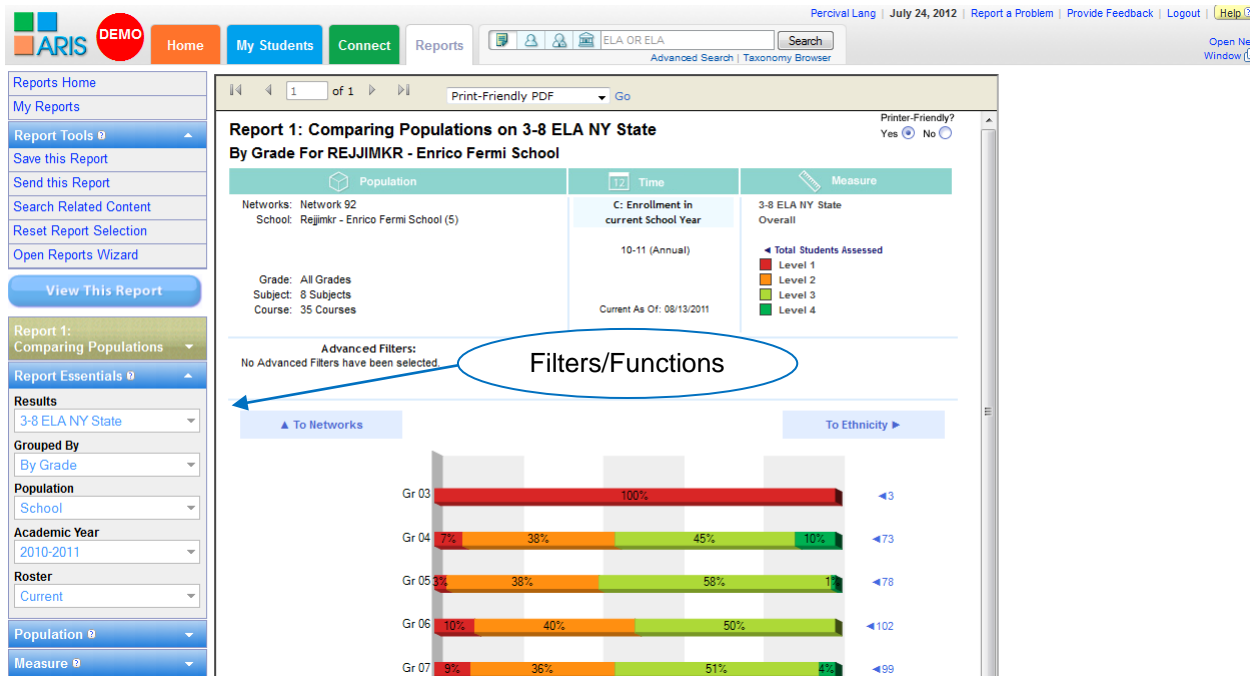 Percival Lang | July 24, 2012 | Report a Problem | Provide Feedback | Logout | Help
ARIS
DEMO
Home
My Students
Connect
Reports
ELA OR ELA
Search
Advanced Search | Taxonomy Browser
Open Ne
Window
Reports Home
My Reports
Report Tools
Save this Report
Send this Report
Search Related Content
Reset Report Selection
Open Reports Wizard
View This Report
Report 1:
Comparing Populations
Report Essentials
Results
3-8 ELA NY State
Grouped By
By Grade
Population
School
Academic Year
2010-2011
Roster
Current
Population
Measure
1 of 1
Print-Friendly PDF Go
Report 1: Comparing Populations on 3-8 ELA NY State
By Grade For REJJIMKR - Enrico Fermi School
Printer-Friendly?
Yes No
Population
12 Time
Measure
Networks: Network 92
School: Rejjimkr - Enrico Fermi School (5)
Grade: All Grades
Subject: 8 Subjects
Course: 35 Courses
C: Enrollment in
current School Year
10-11 (Annual)
Current As Of: 08/13/2011
3-8 ELA NY State
Overall
◄ Total Students Assessed
Level 1
Level 2
Level 3
Level 4
Advanced Filters:
No Advanced Filters have been selected.
Filters/Functions
▲ To Networks
To Ethnicity ►
Gr 03 100% ◄3
Gr 04 7% 38% 45% 10% ◄73
Gr 05 3% 38% 58% 1% ◄78
Gr 06 10% 40% 50% ◄102
Gr 07 9% 36% 51% 4% ◄99